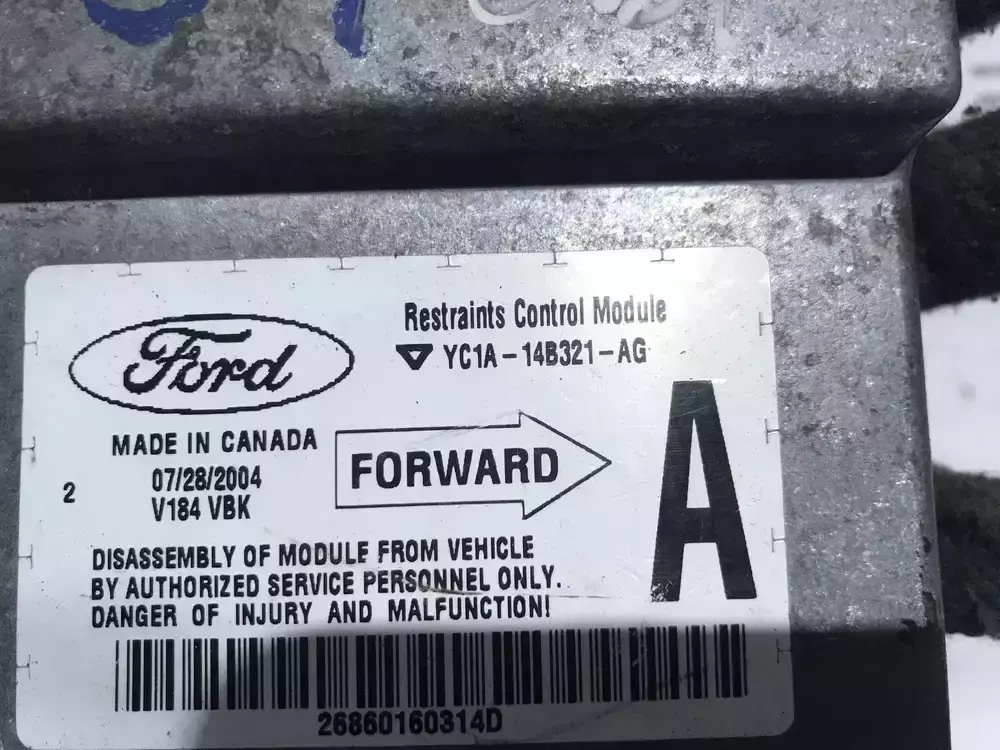 Ford
Restraints Control Module
YC1A-14B321-AG
MADE IN CANADA
07/28/2004
2
V184 VBK
FORWARD
A
DISASSEMBLY OF MODULE FROM VEHICLE
BY AUTHORIZED SERVICE PERSONNEL ONLY.
DANGER OF INJURY AND MALFUNCTION!
26860160314D